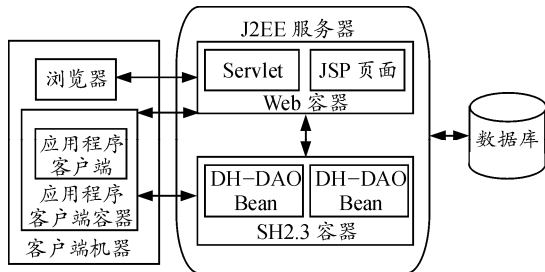 J2EE 服务器
浏览器
Servlet
JSP 页面
Web 容器
应用程序
客户端
应用程序
客户端容器
客户端机器
DH-DAO
Bean
DH-DAO
Bean
SH2.3 容器
数据库